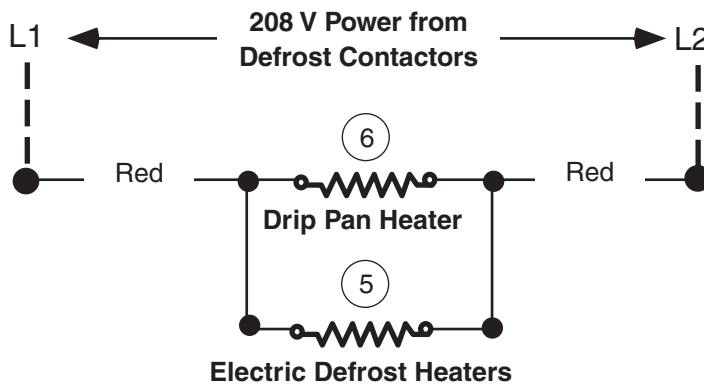 208 V Power from
L1
L2
Defrost Contactors
6
Red
Red
Drip Pan Heater
5
Electric Defrost Heaters